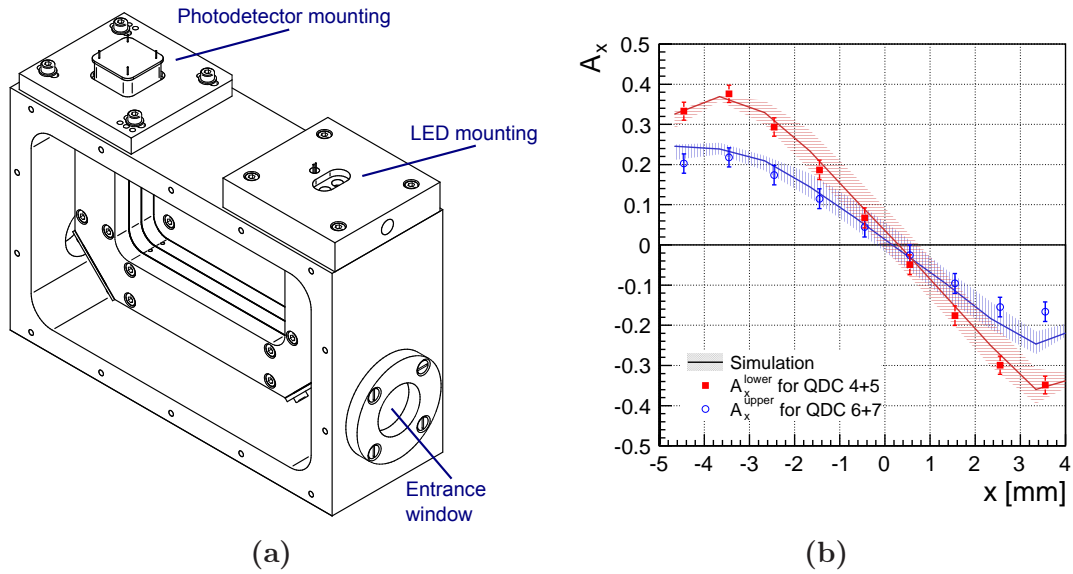 Photodetector mounting
LED mounting
Entrance
window
(a)
A_x
0.5
0.4
0.3
0.2
0.1
0
-0.1
-0.2
-0.3
-0.4
-0.5
Simulation
A_x^lower for QDC 4+5
A_x^upper for QDC 6+7
-5 -4 -3 -2 -1 0 1 2 3 4
x [mm]
(b)